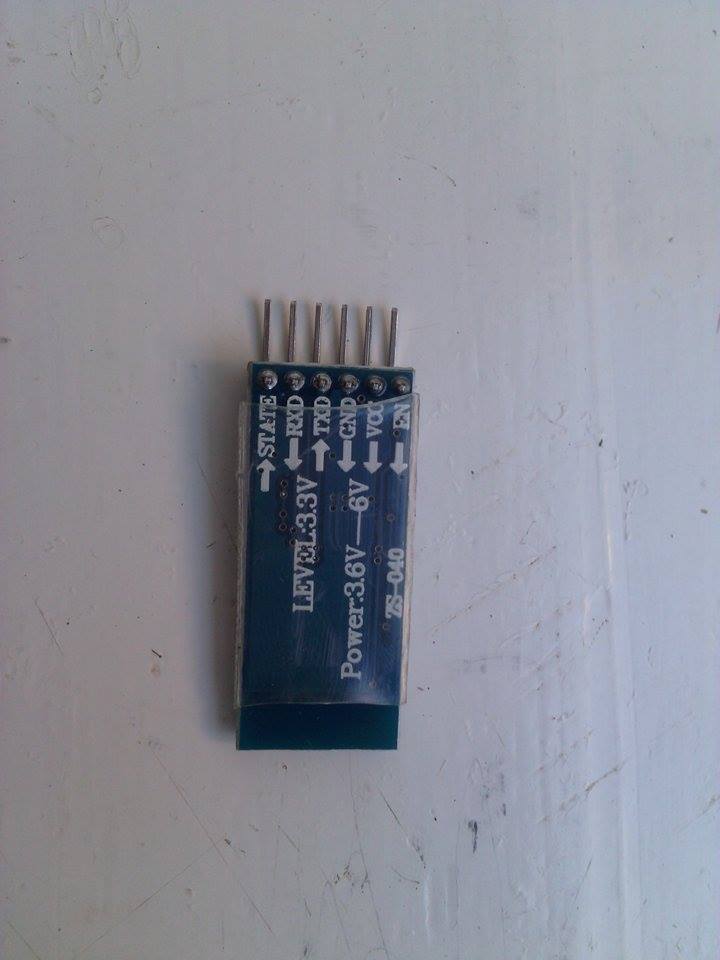 STATE
RXD
TXD
GND
VCC
EN
LEVEL:3.3V
Power:3.6V—6V
ZS-040